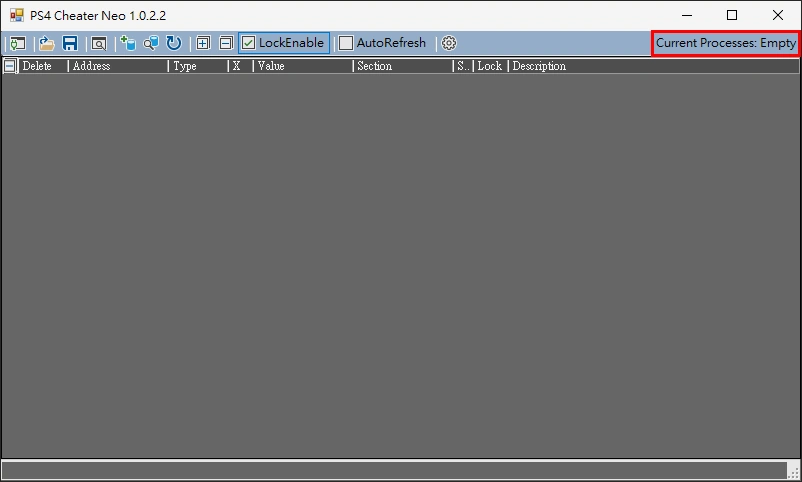 PS4 Cheater Neo 1.0.2.2
LockEnable AutoRefresh Current Processes: Empty
Delete Address Type X Value Section S.. Lock Description